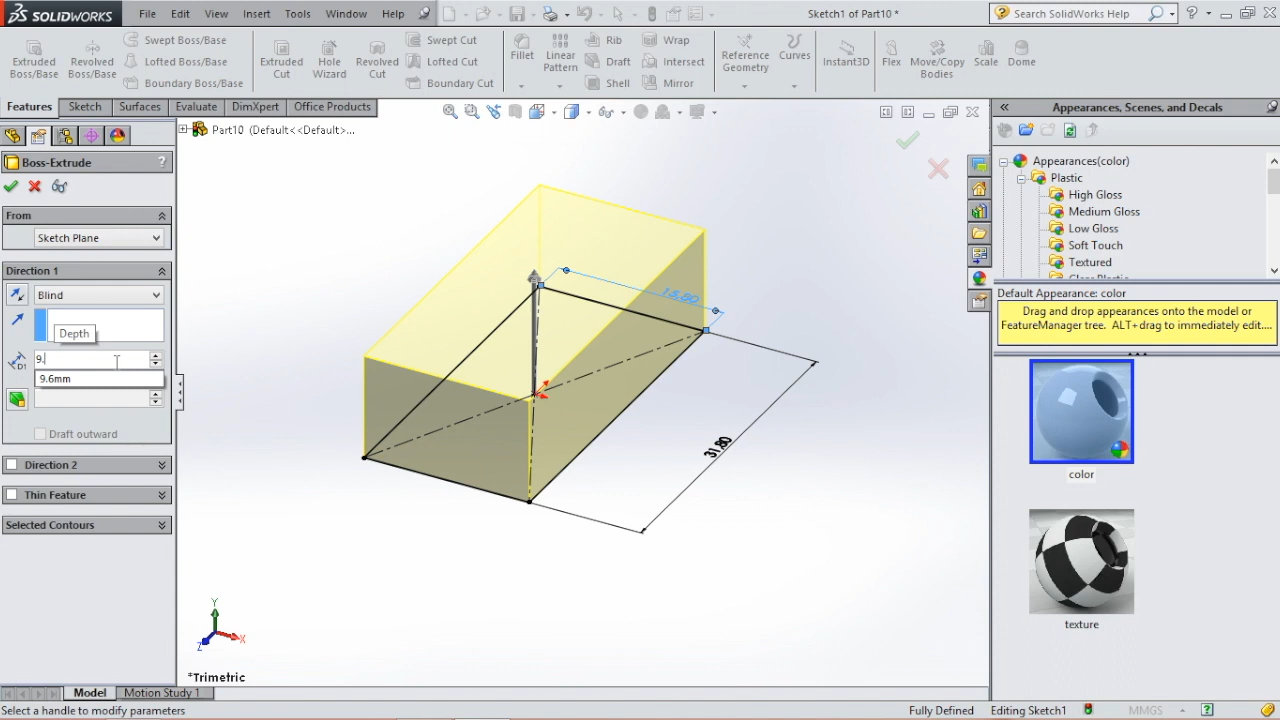 SOLIDWORKS File Edit View Insert Tools Window Help Sketch1 of Part10 * Search SolidWorks Help
Extruded Boss/Base
Revolved Boss/Base
Swept Boss/Base
Lofted Boss/Base
Boundary Boss/Base
Extruded Cut
Hole Wizard
Revolved Cut
Swept Cut
Lofted Cut
Boundary Cut
Fillet
Linear Pattern
Rib
Draft
Shell
Wrap
Intersect
Mirror
Reference Geometry
Curves
Instant3D
Flex
Move/Copy Bodies
Scale
Dome
Features Sketch Surfaces Evaluate DimXpert Office Products
Part10 (Default<<Default>...
Boss-Extrude ?
From
Sketch Plane
Direction 1
Blind
Depth
D1 9.
9.6mm
Draft outward
Direction 2
Thin Feature
Selected Contours
15,80
31,80
Y
X
Z
*Trimetric
Appearances, Scenes, and Decals
Appearances(color)
Plastic
High Gloss
Medium Gloss
Low Gloss
Soft Touch
Textured
Default Appearance: color
Drag and drop appearances onto the model or
FeatureManager tree. ALT+drag to immediately edit....
color
texture
Model Motion Study 1
Select a handle to modify parameters Fully Defined Editing Sketch1 MMGS